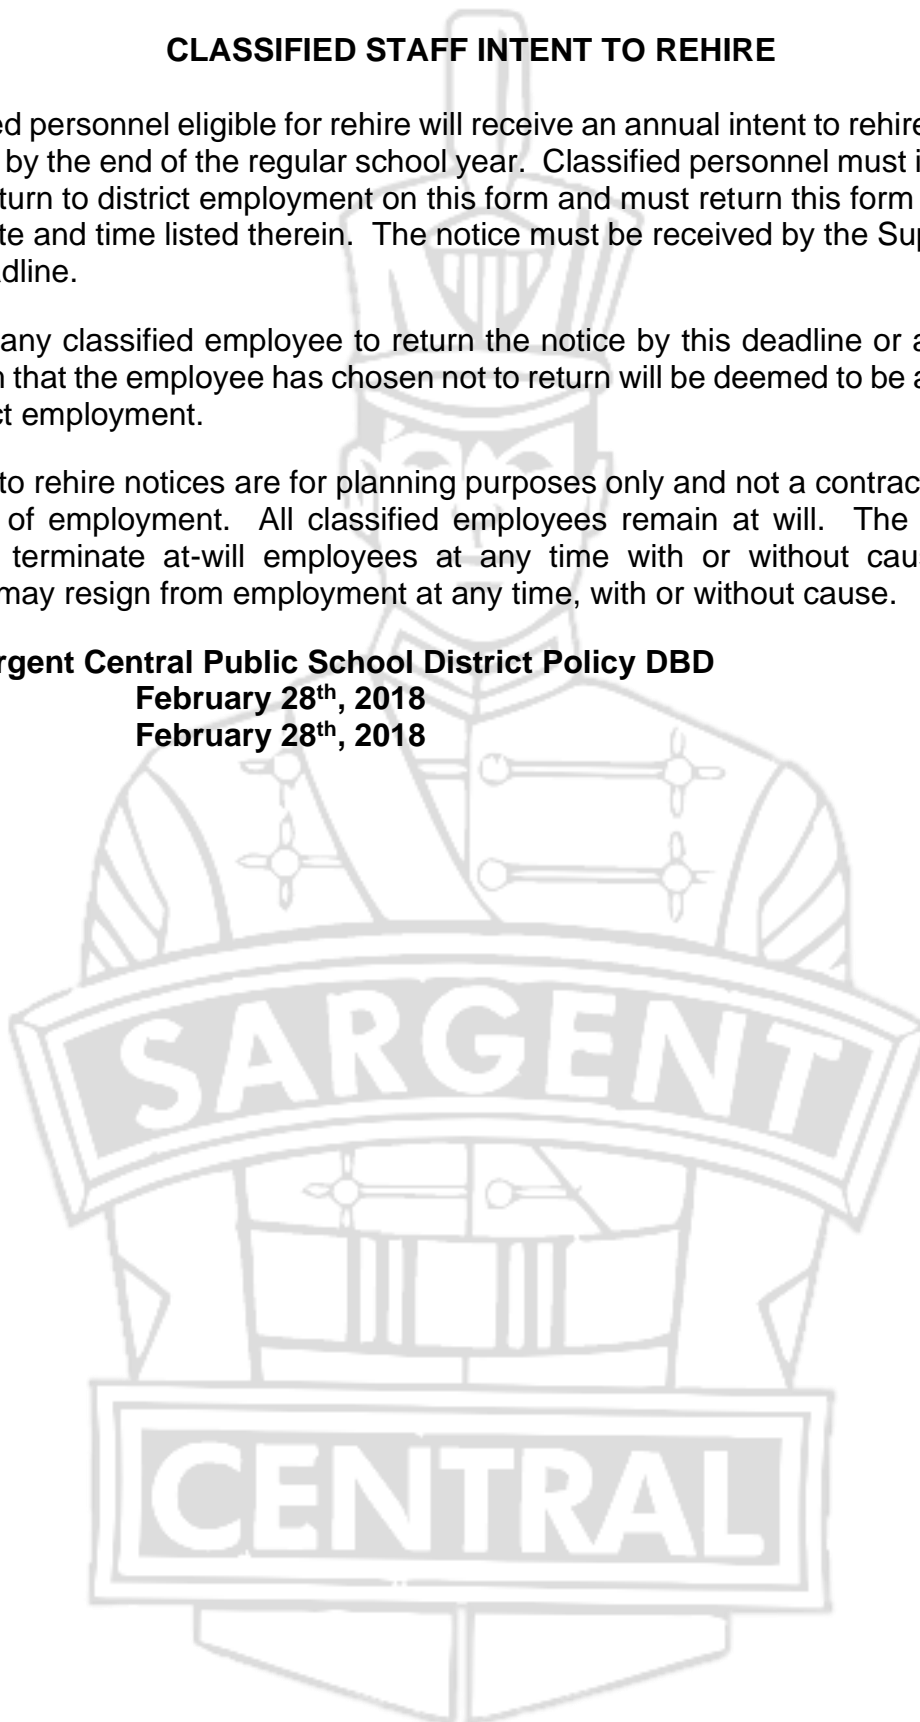 CLASSIFIED STAFF INTENT TO REHIRE
ed personnel eligible for rehire will receive an annual intent to rehire
by the end of the regular school year. Classified personnel must i
turn to district employment on this form and must return this form
te and time listed therein. The notice must be received by the Sup
dline.
any classified employee to return the notice by this deadline or a
n that the employee has chosen not to return will be deemed to be a
ct employment.
to rehire notices are for planning purposes only and not a contrac
of employment. All classified employees remain at will. The
terminate at-will employees at any time with or without caus
may resign from employment at any time, with or without cause.
rgent Central Public School District Policy DBD
February 28th, 2018
February 28th, 2018
SARGENT
CENTRAL